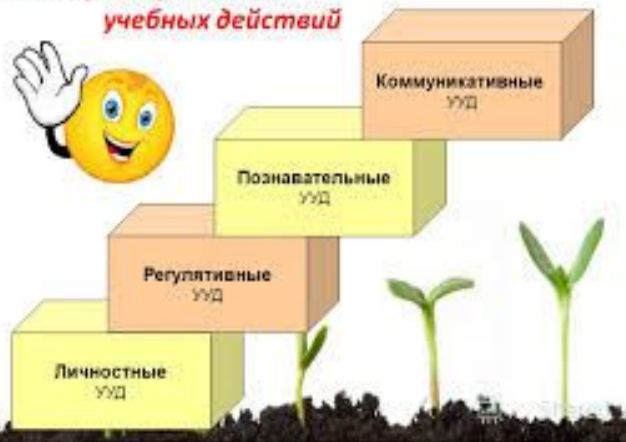 учебных действий
Коммуникативные
УУД
Познавательные
УУД
Регулятивные
УУД
Личностные
УУД